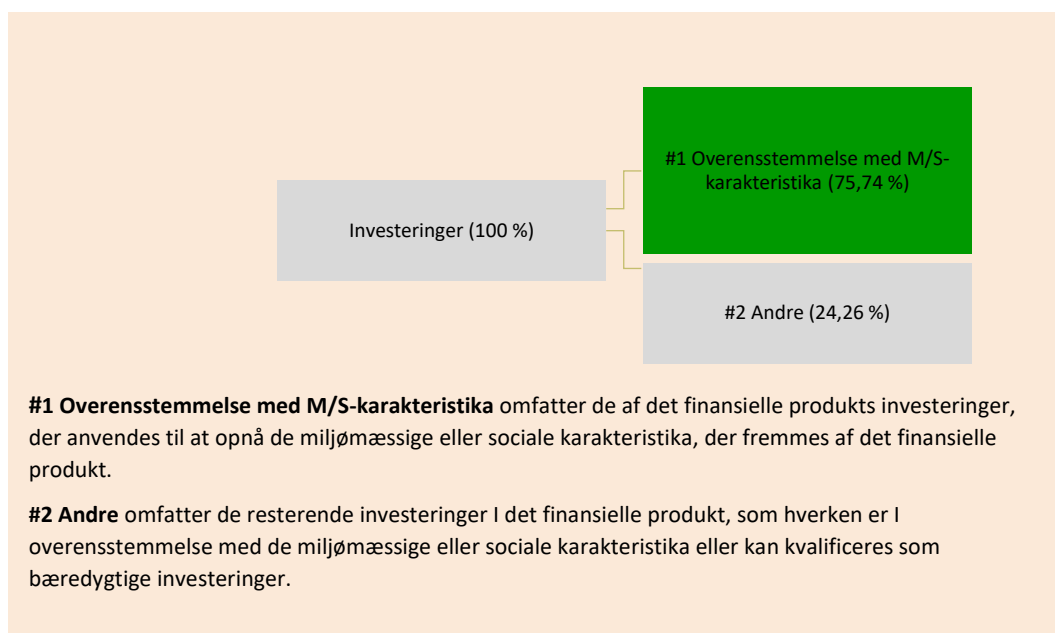 #1 Overensstemmelse med M/S-
karakteristika (75,74 %)
Investeringer (100 %)
#2 Andre (24,26 %)
#1 Overensstemmelse med M/S-karakteristika omfatter de af det finansielle produkts investeringer,
der anvendes til at opnå de miljømæssige eller sociale karakteristika, der fremmes af det finansielle
produkt.
#2 Andre omfatter de resterende investeringer I det finansielle produkt, som hverken er I
overensstemmelse med de miljømæssige eller sociale karakteristika eller kan kvalificeres som
bæredygtige investeringer.